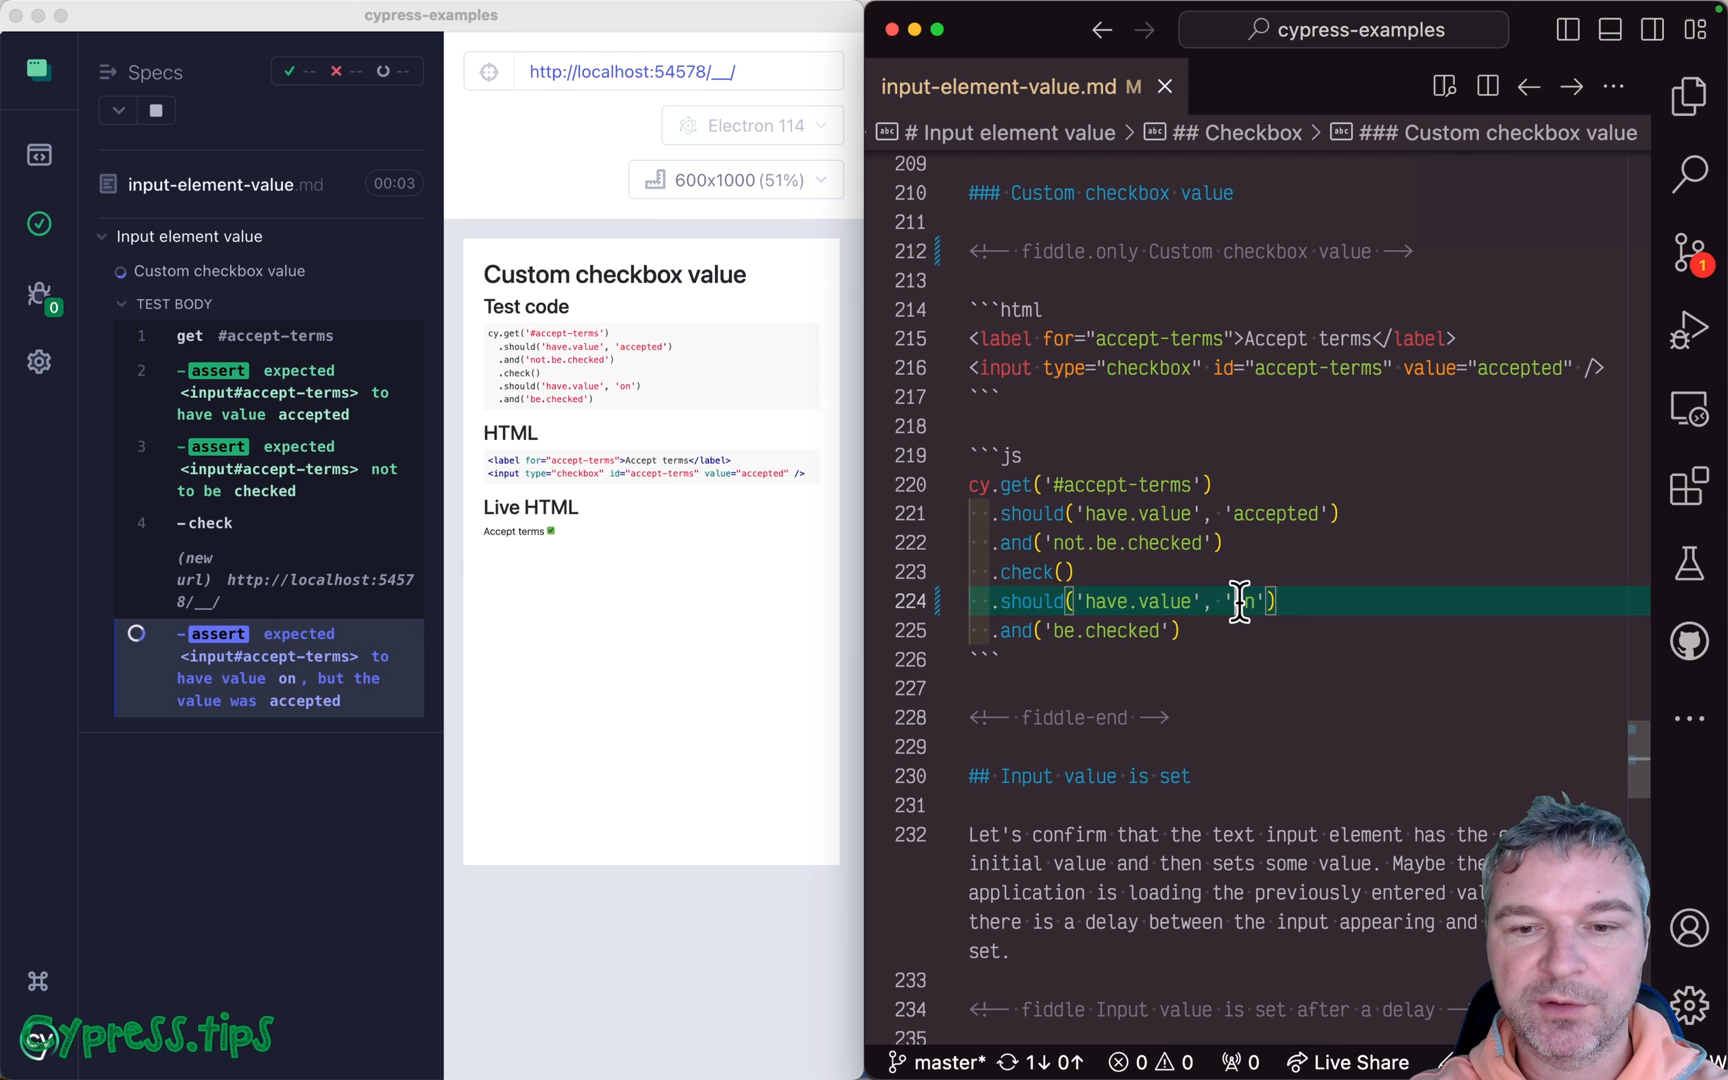 cypress-examples
Specs
-- -- --
input-element-value.md 00:03
Input element value
Custom checkbox value
TEST BODY
1 get #accept-terms
2 -assert expected
<input#accept-terms> to
have value accepted
3 -assert expected
<input#accept-terms> not
to be checked
4 -check
(new
url) http://localhost:5457
8/__/
-assert expected
<input#accept-terms> to
have value on, but the
value was accepted
0
Cypress.tips
cy
http://localhost:54578/__/
Electron 114
600x1000 (51%)
Custom checkbox value
Test code
cy.get('#accept-terms')
.should('have.value', 'accepted')
.and('not.be.checked')
.check()
.should('have.value', 'on')
.and('be.checked')
HTML
<label for="accept-terms">Accept terms</label>
<input type="checkbox" id="accept-terms" value="accepted" />
Live HTML
Accept terms
cypress-examples
input-element-value.md M
# Input element value > ## Checkbox > ### Custom checkbox value
209
210 ### Custom checkbox value
211
212 <!-- fiddle.only Custom checkbox value -->
213
214 ```html
215 <label for="accept-terms">Accept terms</label>
216 <input type="checkbox" id="accept-terms" value="accepted" />
217 ```
218
219 ```js
220 cy.get('#accept-terms')
221 .should('have.value', 'accepted')
222 .and('not.be.checked')
223 .check()
224 .should('have.value', 'on')
225 .and('be.checked')
226 ```
227
228 <!-- fiddle-end -->
229
230 ## Input value is set
231
232 Let's confirm that the text input element has the
initial value and then sets some value. Maybe the
application is loading the previously entered
there is a delay between the input appearing and
set.
233
234 <!-- fiddle Input value is set after a delay
235
1
master* 1↓ 0↑ 0 0 0 Live Share